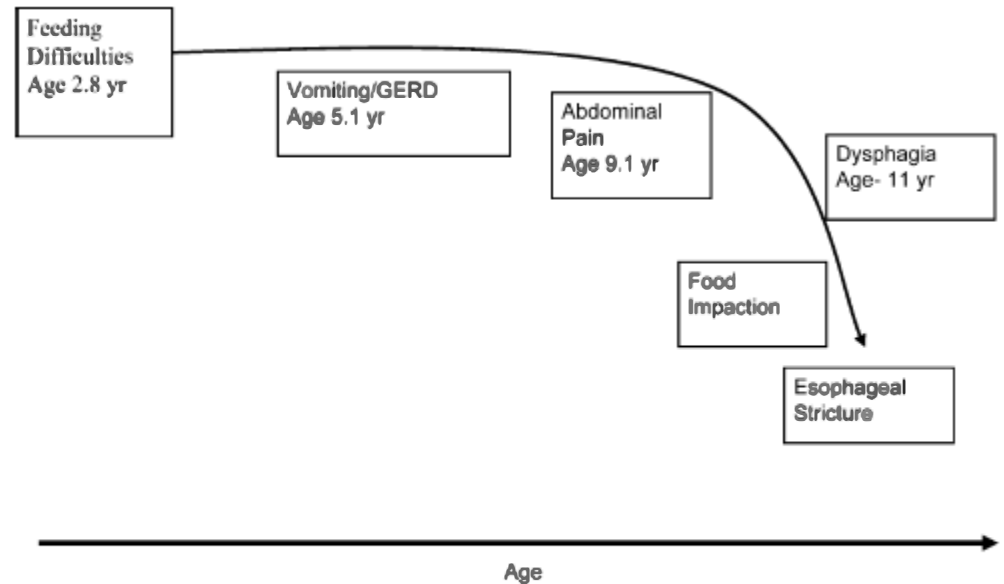 Feeding
Difficulties
Age 2.8 yr
Vomiting/GERD
Age 5.1 yr
Abdominal
Pain
Age 9.1 yr
Dysphagia
Age- 11 yr
Food
Impaction
Esophageal
Stricture
Age